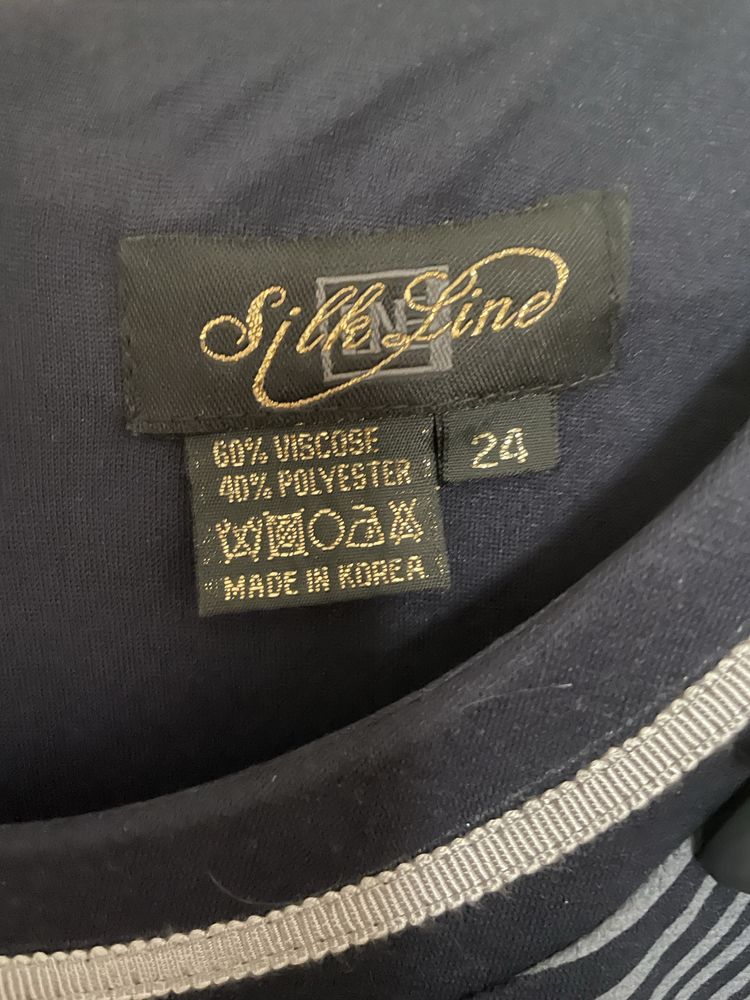 Silk Line
60% VISCOSE
40% POLYESTER
24
MADE IN KOREA